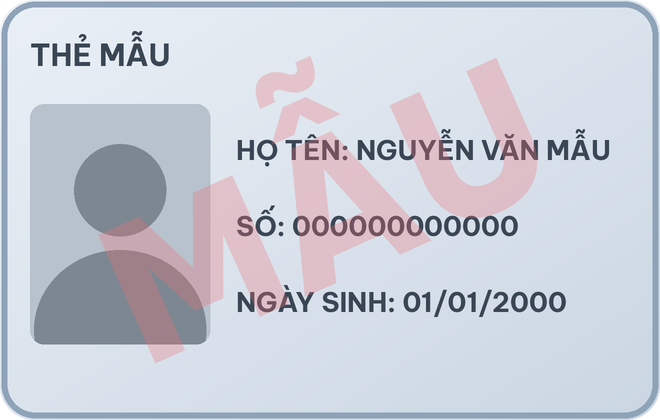 THẺ MẪU
HỌ TÊN: NGUYỄN VĂN MẪU
SỐ: 000000000000
NGÀY SINH: 01/01/2000
MẪU